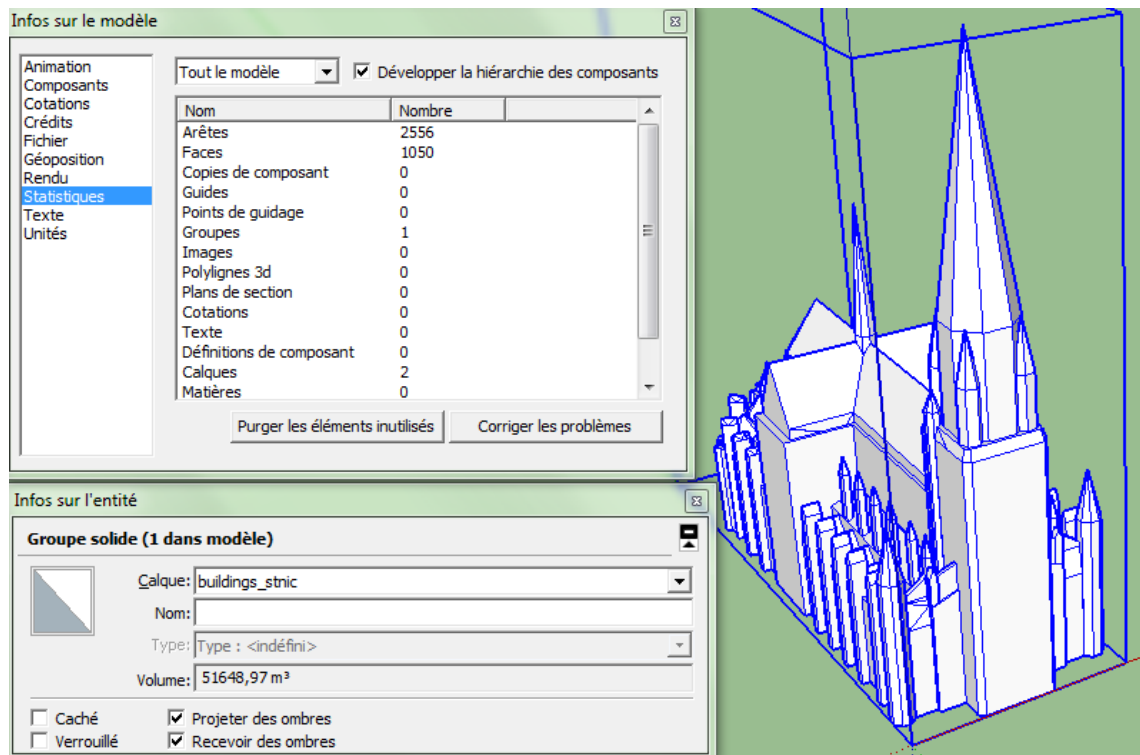 Infos sur le modèle
Animation
Composants
Cotations
Crédits
Fichier
Géoposition
Rendu
Statistiques
Texte
Unités
Tout le modèle
Développer la hiérarchie des composants
Nom Nombre
Arêtes 2556
Faces 1050
Copies de composant 0
Guides 0
Points de guidage 0
Groupes 1
Images 0
Polylignes 3d 0
Plans de section 0
Cotations 0
Texte 0
Définitions de composant 0
Calques 2
Matières 0
Purger les éléments inutilisés Corriger les problèmes
Infos sur l'entité
Groupe solide (1 dans modèle)
Calque: buildings_stnic
Nom:
Type: Type : <indéfini>
Volume: 51648,97 m³
Caché Projeter des ombres
Verrouillé Recevoir des ombres